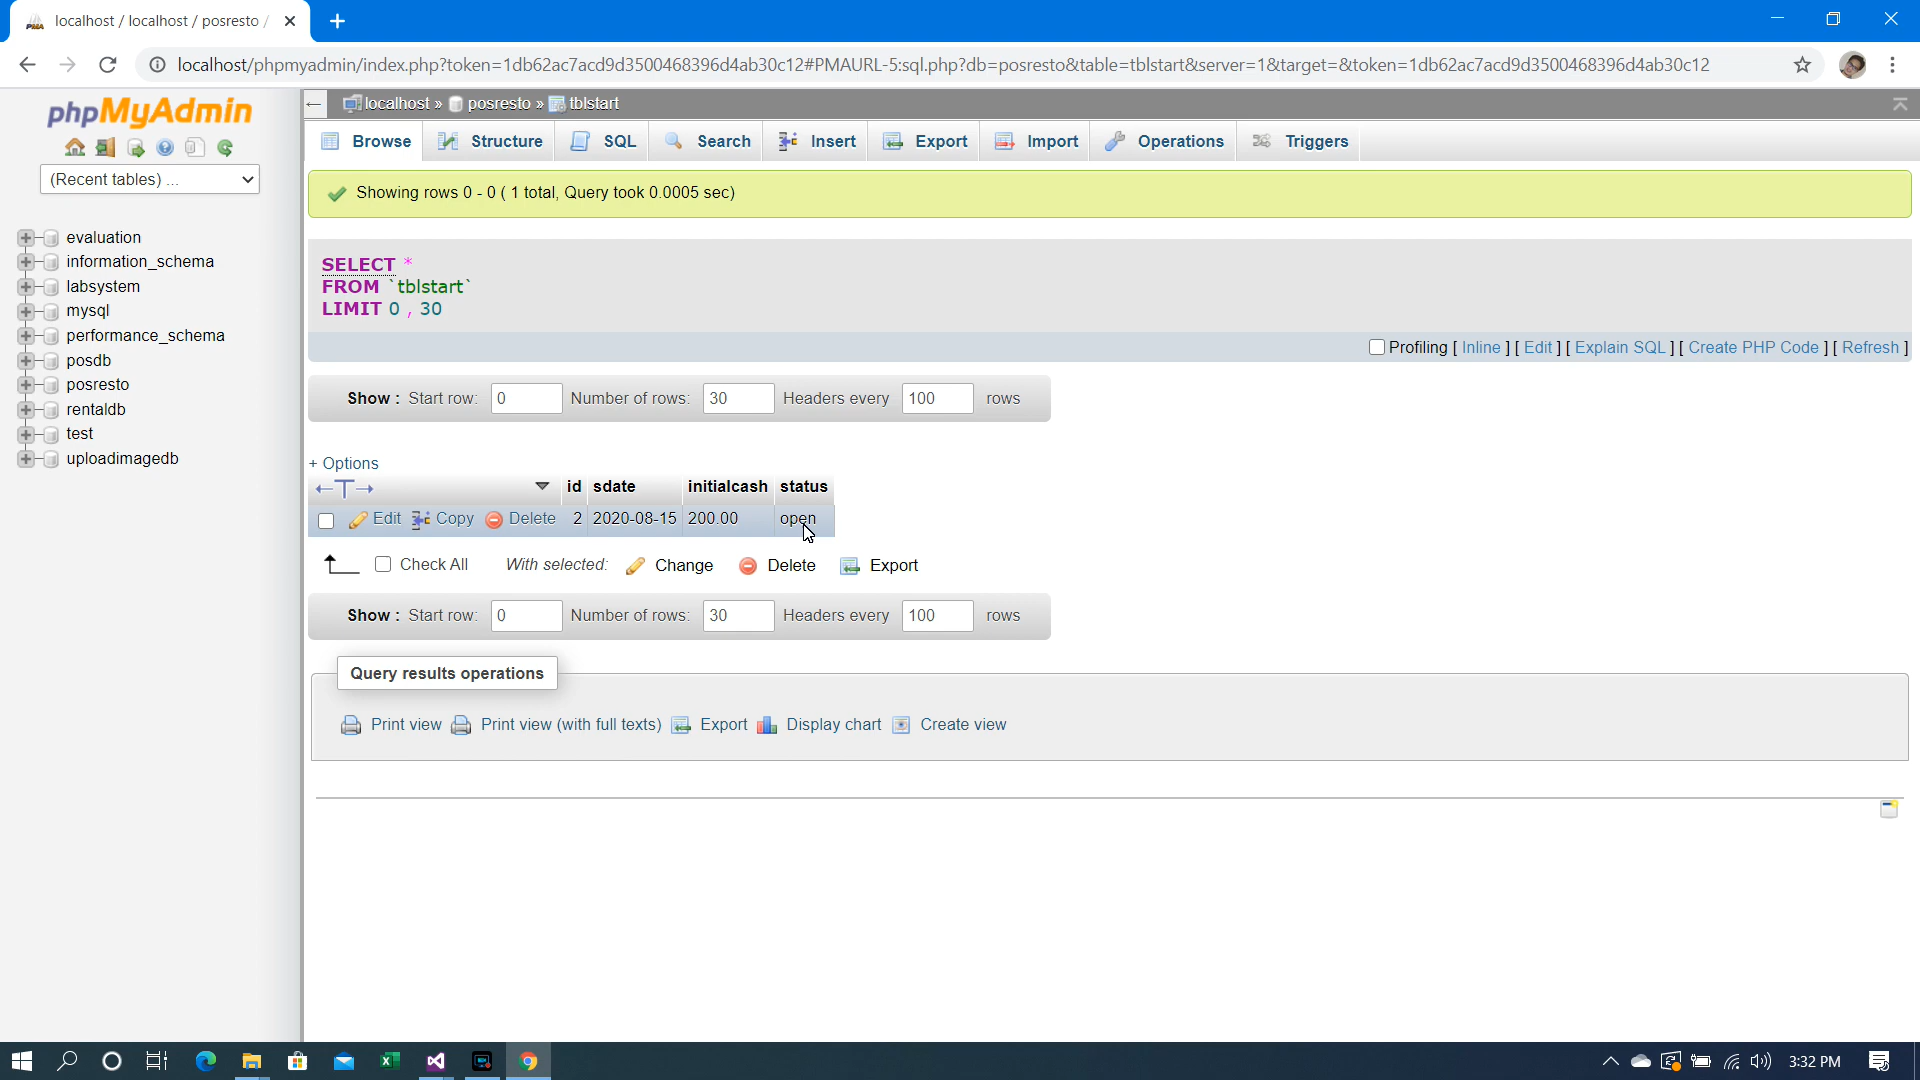 localhost / localhost / posresto /
localhost/phpmyadmin/index.php?token=1db62ac7acd9d3500468396d4ab30c12#PMAURL-5:sql.php?db=posresto&table=tblstart&server=1&target=&token=1db62ac7acd9d3500468396d4ab30c12
phpMyAdmin
(Recent tables) ...
evaluation
information_schema
labsystem
mysql
performance_schema
posdb
posresto
rentaldb
test
uploadimagedb
localhost » posresto » tblstart
Browse Structure SQL Search Insert Export Import Operations Triggers
Showing rows 0 - 0 ( 1 total, Query took 0.0005 sec)
SELECT *
FROM `tblstart`
LIMIT 0 , 30
Profiling [ Inline ] [ Edit ] [ Explain SQL ] [ Create PHP Code ] [ Refresh ]
Show : Start row: 0 Number of rows: 30 Headers every 100 rows
+ Options
id sdate initialcash status
Edit Copy Delete 2 2020-08-15 200.00 open
Check All With selected: Change Delete Export
Show : Start row: 0 Number of rows: 30 Headers every 100 rows
Query results operations
Print view Print view (with full texts) Export Display chart Create view
3:32 PM